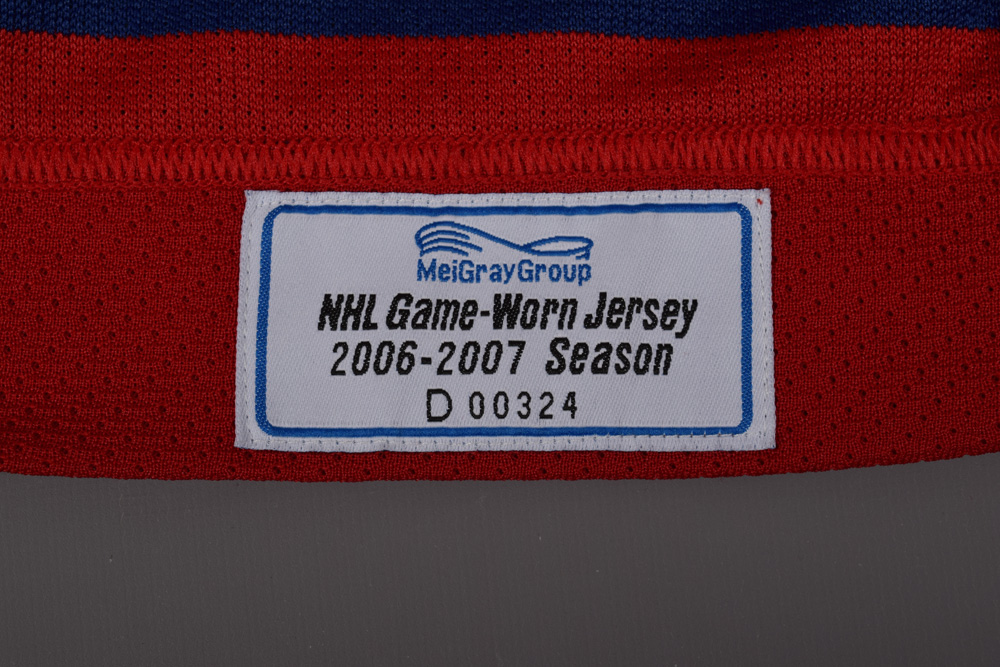 MeiGrayGroup
NHL Game-Worn Jersey
2006-2007 Season
D 00324